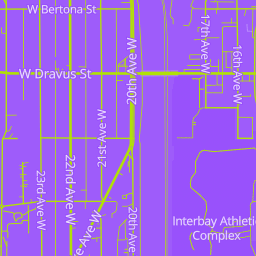 W Bertona St
17th Ave W
16th Ave W
20th Ave W
W Dravus St
21st Ave W
23rd Ave W
22nd Ave W
e Ave W
20th Ave
Interbay Athletic
Complex